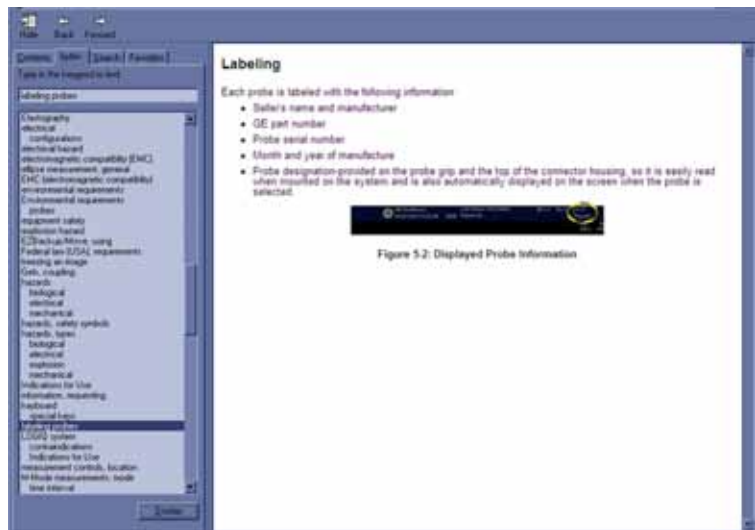 Hide Back Forward
Contents Index Search Favorites
Type in the keyword to find:
labeling probes
Elastography
electrical
configurations
electrical hazard
electromagnetic compatibility (EMC)
ellipse measurement, general
EMC (electromagnetic compatibility)
environmental requirements
Environmental requirements
probes
equipment safety
explosion hazard
EZBackup/Move, using
Federal law (USA), requirements
freezing an image
Gels, coupling
hazards
biological
electrical
mechanical
hazards, safety symbols
hazards, types
biological
electrical
explosion
mechanical
Indications for Use
information, requesting
keyboard
special keys
labeling probes
LOGIQ system
contraindications
Indications for Use
measurement controls, location
M-Mode measurements, mode
time interval
Display
Labeling
Each probe is labeled with the following information
• Seller's name and manufacturer
• GE part number
• Probe serial number
• Month and year of manufacture
• Probe designation-provided on the probe grip and the top of the connector housing, so it is easily read
when mounted on the system and is also automatically displayed on the screen when the probe is
selected.
Figure 5.2: Displayed Probe Information